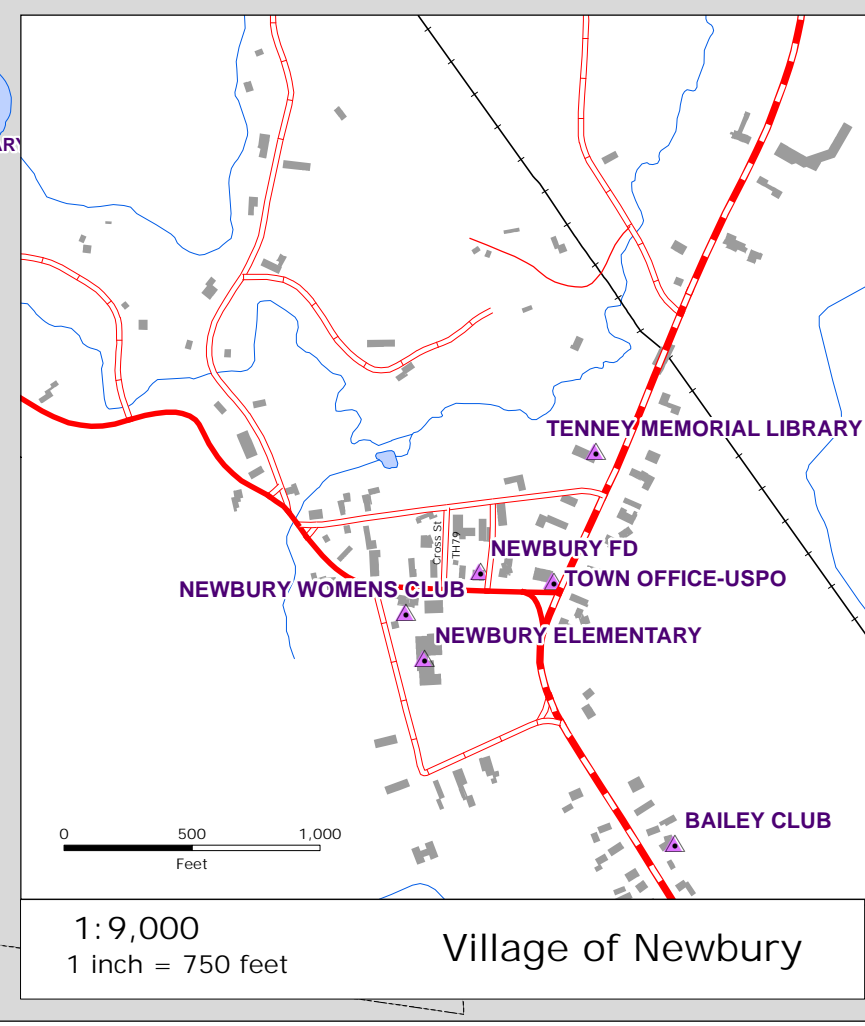 ARY
TENNEY MEMORIAL LIBRARY
Cross St
TH79
NEWBURY FD
TOWN OFFICE-USPO
NEWBURY WOMENS CLUB
NEWBURY ELEMENTARY
BAILEY CLUB
0 500 1,000
Feet
1:9,000
1 inch = 750 feet
Village of Newbury